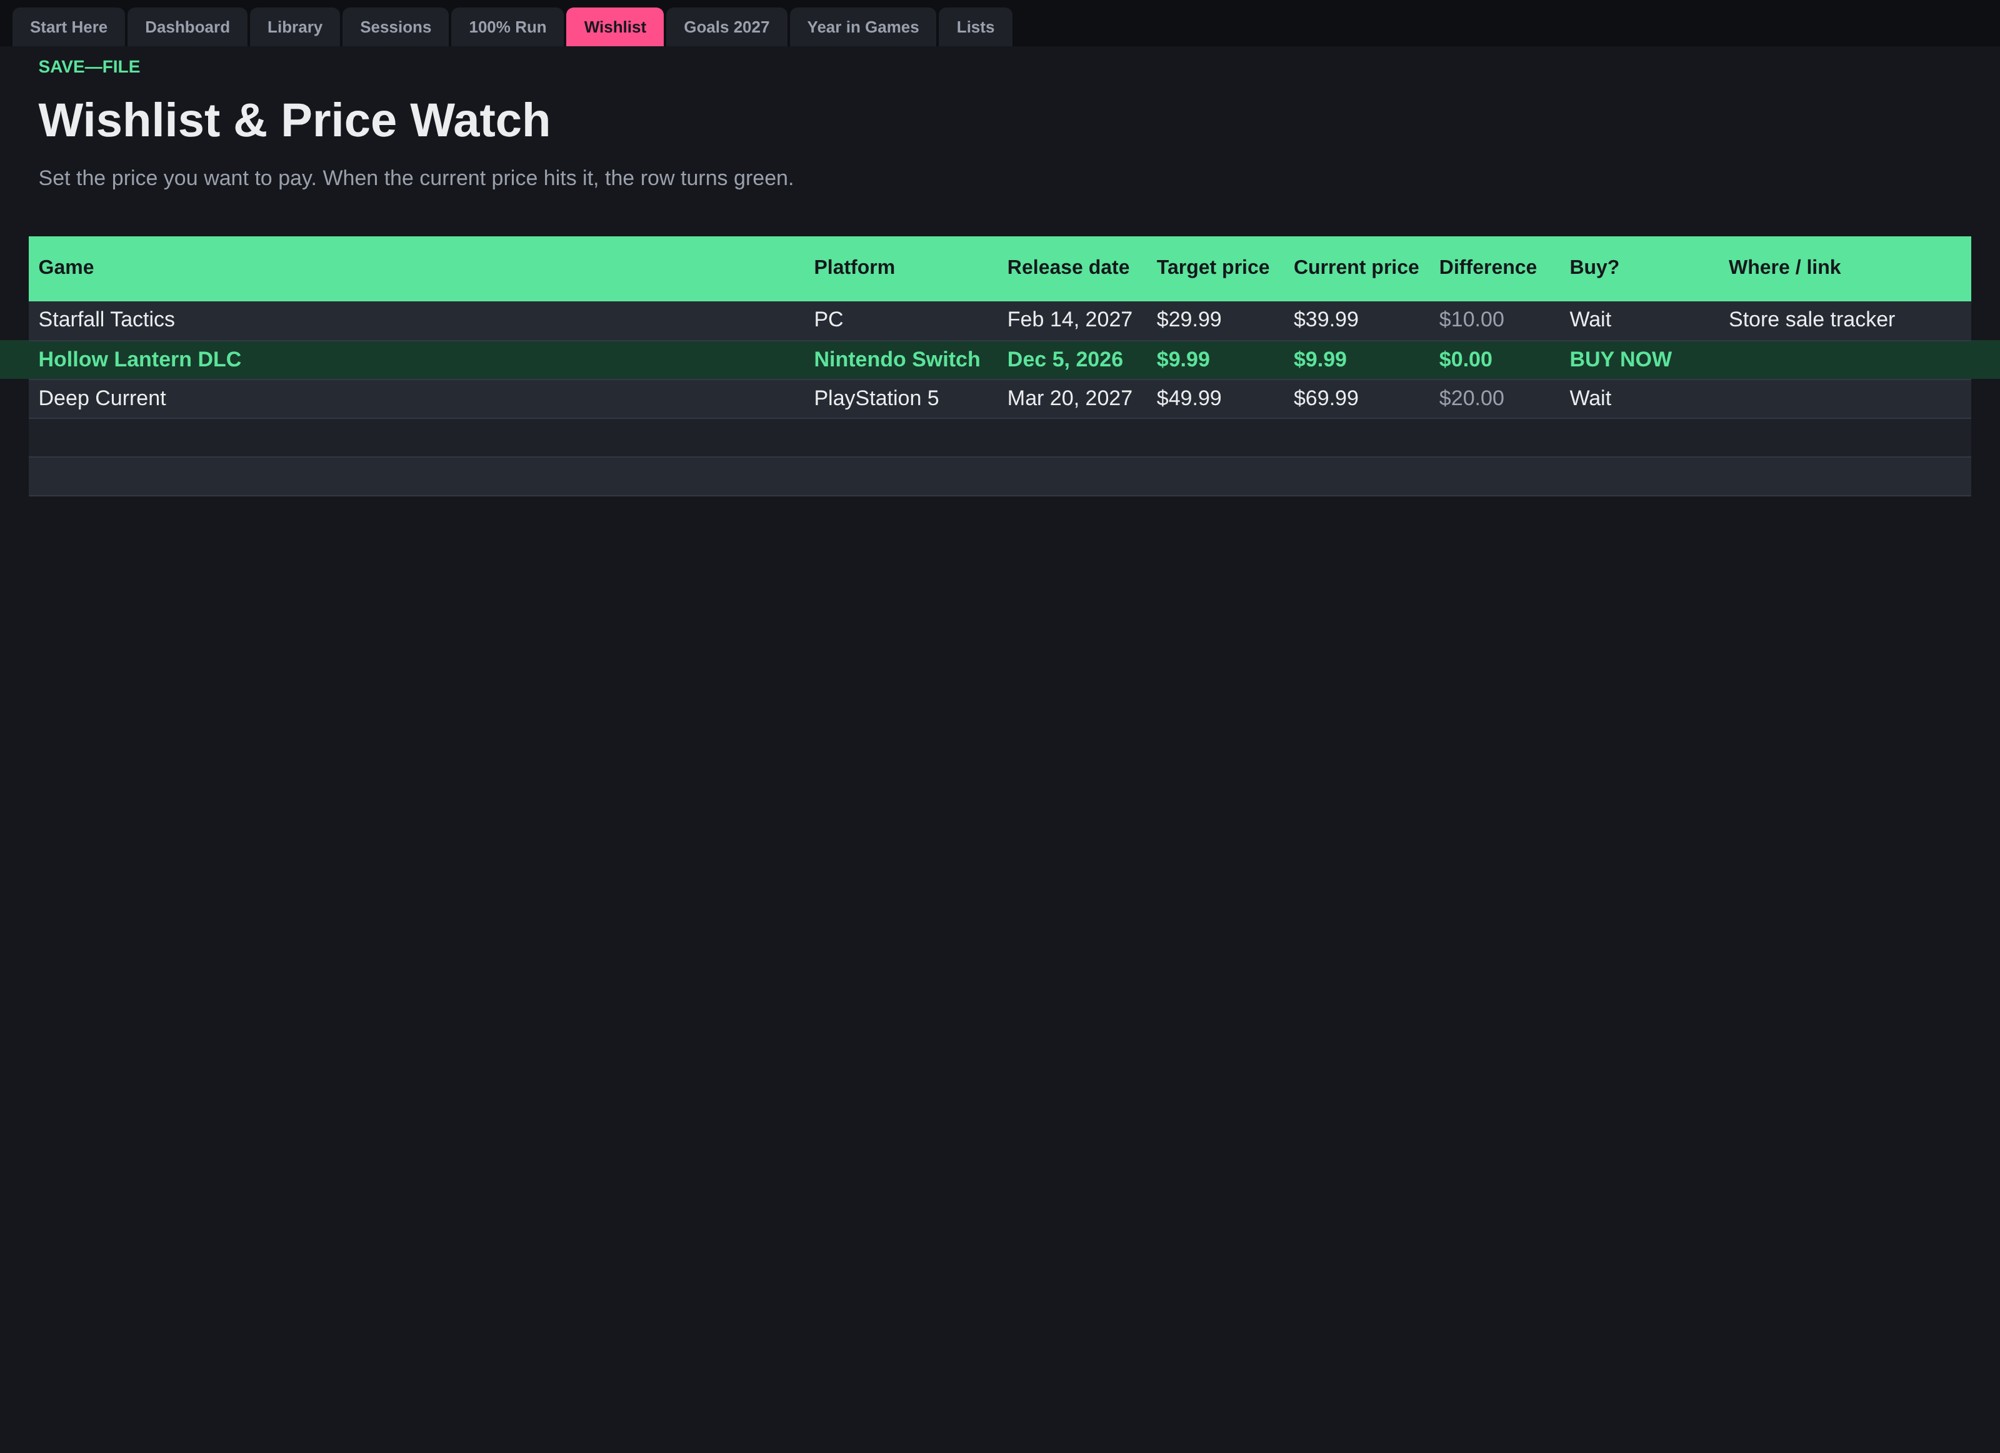 Start Here Dashboard Library Sessions 100% Run Wishlist Goals 2027 Year in Games Lists
SAVE—FILE
Wishlist & Price Watch
Set the price you want to pay. When the current price hits it, the row turns green.
Game Platform Release date Target price Current price Difference Buy? Where / link
Starfall Tactics PC Feb 14, 2027 $29.99 $39.99 $10.00 Wait Store sale tracker
Hollow Lantern DLC Nintendo Switch Dec 5, 2026 $9.99 $9.99 $0.00 BUY NOW
Deep Current PlayStation 5 Mar 20, 2027 $49.99 $69.99 $20.00 Wait